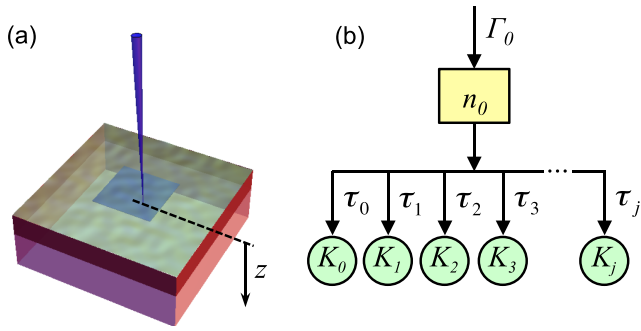 (a)
z
(b)
Γ₀
n₀
τ₀ τ₁ τ₂ τ₃ ... τⱼ
K₀ K₁ K₂ K₃ Kⱼ